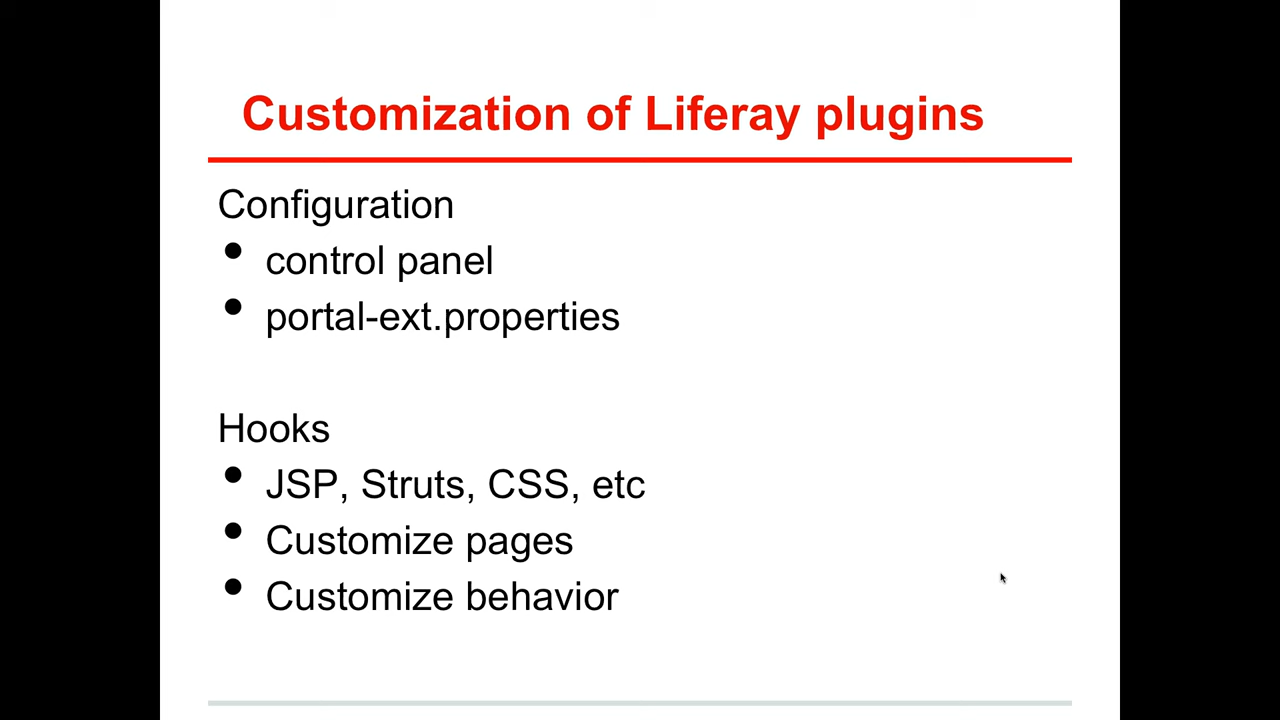 Customization of Liferay plugins
Configuration
• control panel
• portal-ext.properties
Hooks
• JSP, Struts, CSS, etc
• Customize pages
• Customize behavior